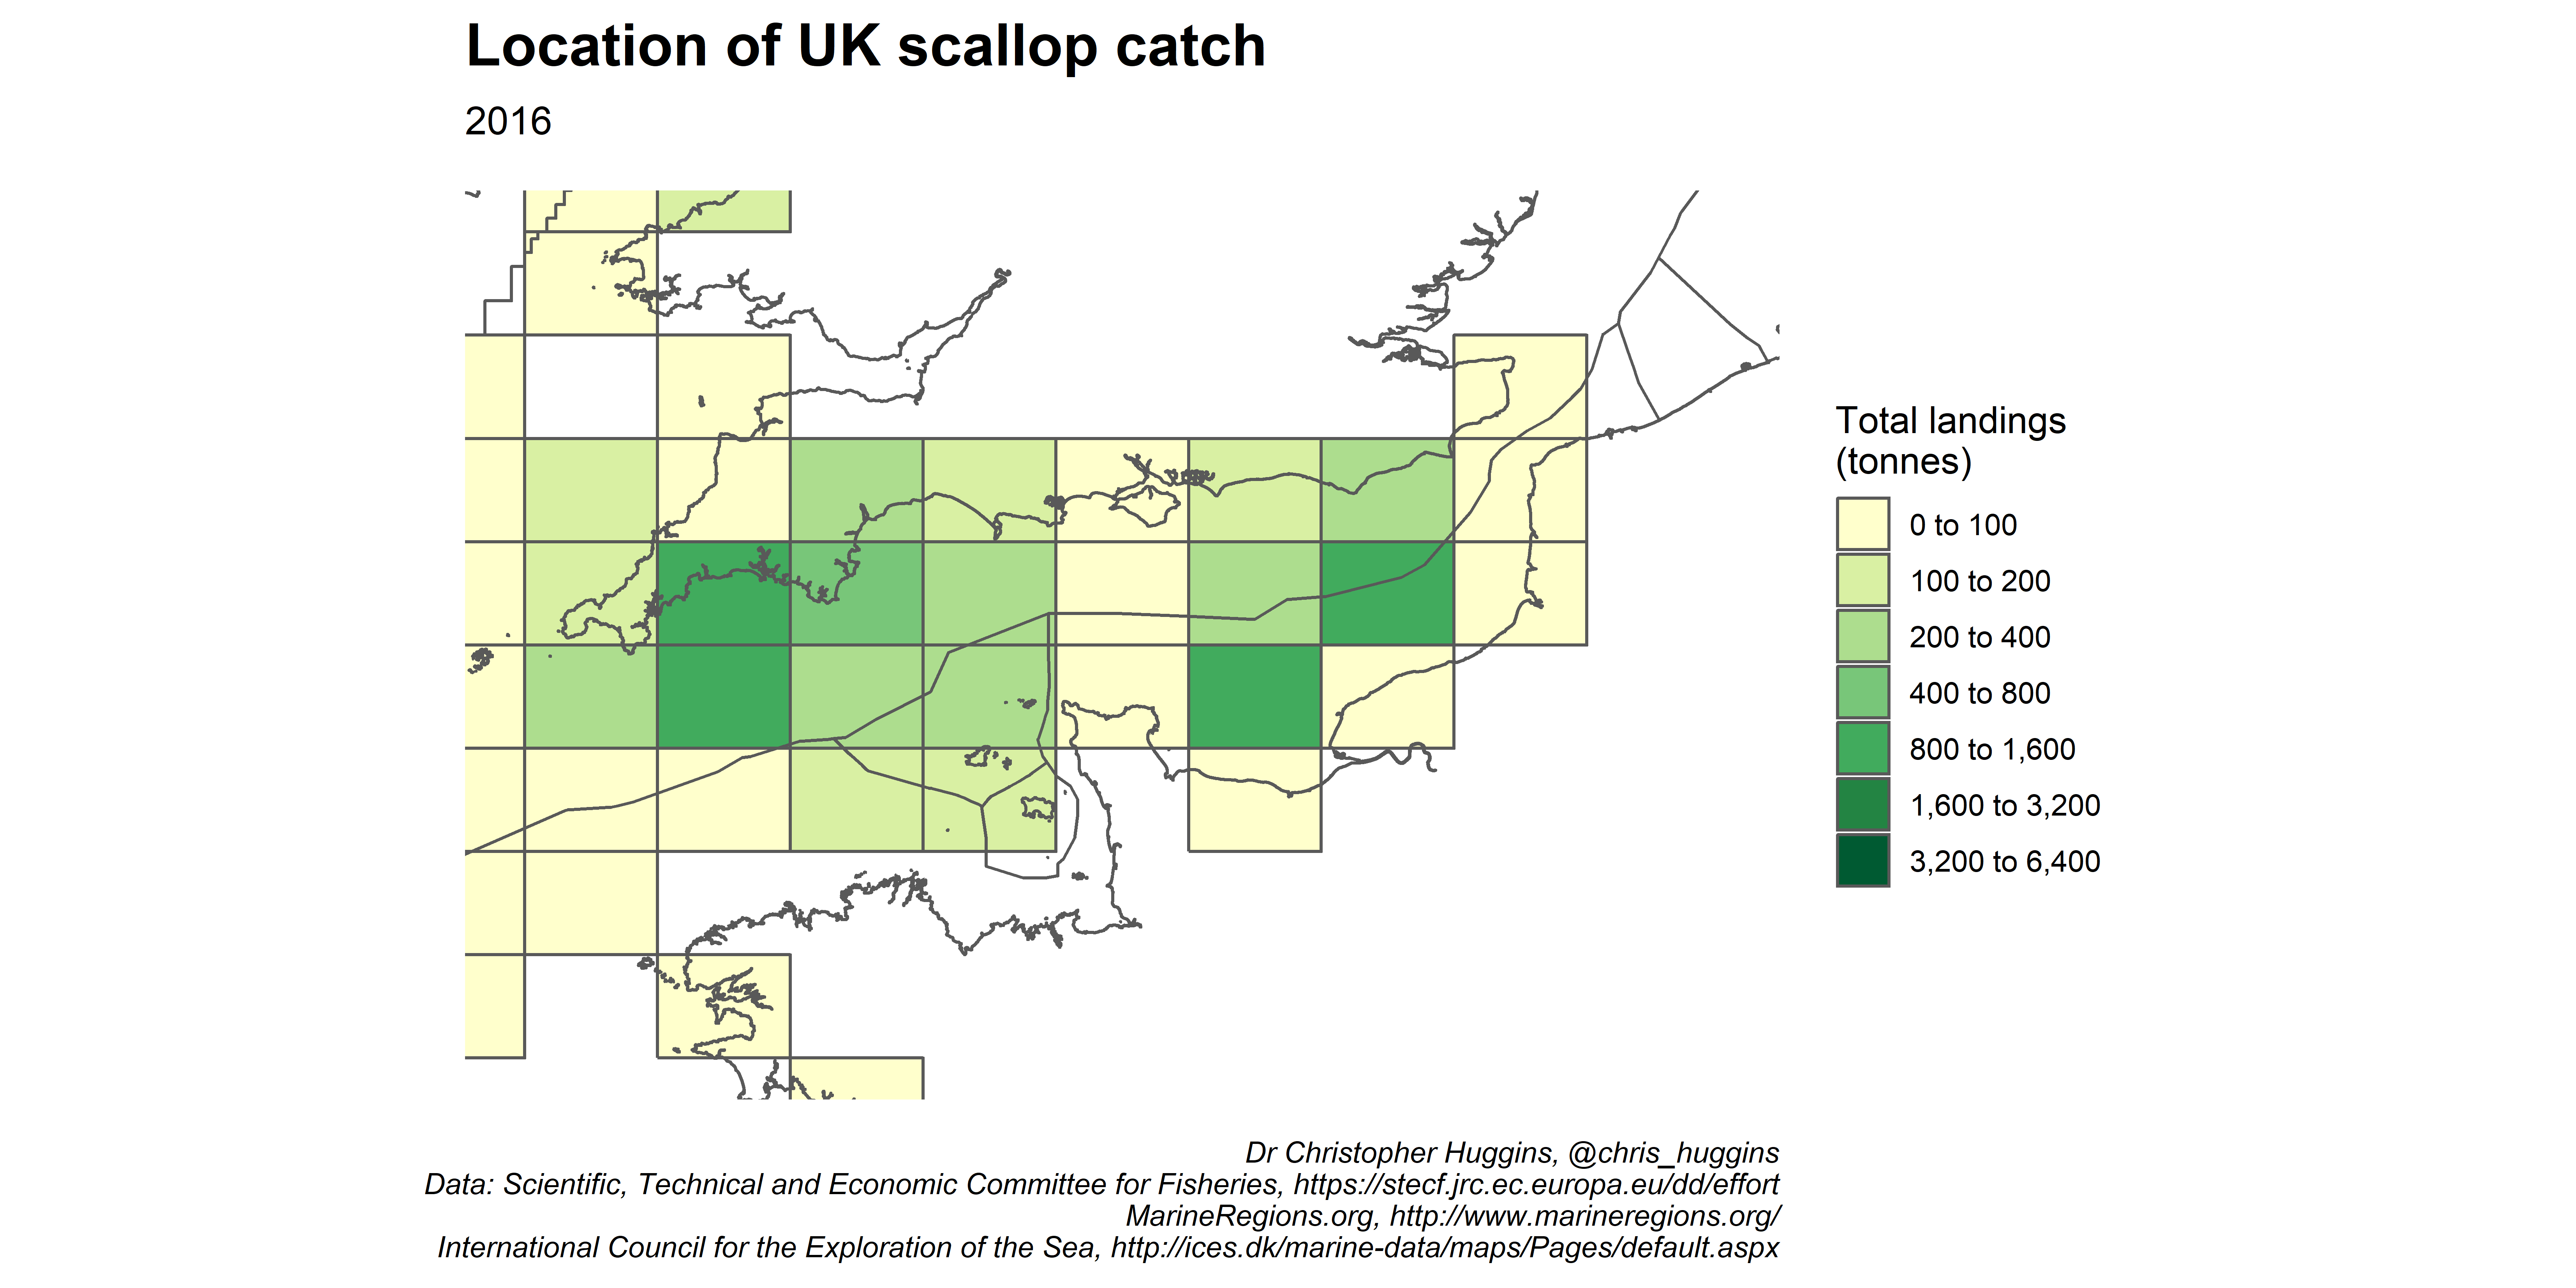 Location of UK scallop catch
2016
Total landings
(tonnes)
0 to 100
100 to 200
200 to 400
400 to 800
800 to 1,600
1,600 to 3,200
3,200 to 6,400
Dr Christopher Huggins, @chris_huggins
Data: Scientific, Technical and Economic Committee for Fisheries, https://stecf.jrc.ec.europa.eu/dd/effort
MarineRegions.org, http://www.marineregions.org/
International Council for the Exploration of the Sea, http://ices.dk/marine-data/maps/Pages/default.aspx